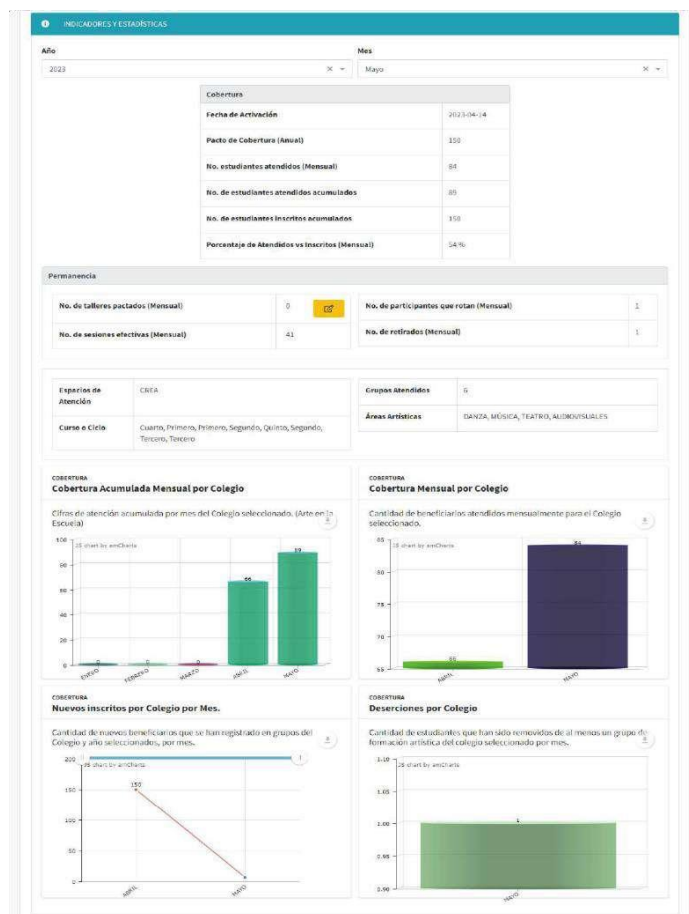 INDICADORES Y ESTADÍSTICAS
Año
Mes
2023
Mayo
Cobertura
Fecha de Activación 2023-04-14
Pacto de Cobertura (Anual) 150
No. estudiantes atendidos (Mensual) 84
No. de estudiantes atendidos acumulados 89
No. de estudiantes inscritos acumulados 150
Porcentaje de Atendidos vs Inscritos (Mensual) 54 %
Permanencia
No. de talleres pactados (Mensual) 0
No. de participantes que rotan (Mensual) 1
No. de sesiones efectivas (Mensual) 41
No. de retirados (Mensual) 1
Espacios de
Atención
CREA
Grupos Atendidos 6
Curso o Ciclo
Cuarto, Primero, Primero, Segundo, Quinto, Segundo,
Tercero, Tercero
Áreas Artísticas DANZA, MÚSICA, TEATRO, AUDIOVISUALES
COBERTURA
Cobertura Acumulada Mensual por Colegio
Cifras de atención acumulada por mes del Colegio seleccionado. (Arte en la
Escuela)
JS chart by amCharts
100
80
60
40
20
0
0
0
0
66
89
ENERO
FEBRERO
MARZO
ABRIL
MAYO
COBERTURA
Cobertura Mensual por Colegio
Cantidad de beneficiarios atendidos mensualmente para el Colegio
seleccionado.
JS chart by amCharts
85
80
75
70
65
66
84
ABRIL
MAYO
COBERTURA
Nuevos inscritos por Colegio por Mes.
Cantidad de nuevos beneficiarios que se han registrado en grupos del
Colegio y año seleccionados, por mes.
JS chart by amCharts
200
150
100
50
0
150
ABRIL
MAYO
COBERTURA
Deserciones por Colegio
Cantidad de estudiantes que han sido removidos de al menos un grupo de
formación artística del colegio seleccionado por mes.
JS chart by amCharts
1.10
1.05
1.00
0.95
0.90
1
MAYO